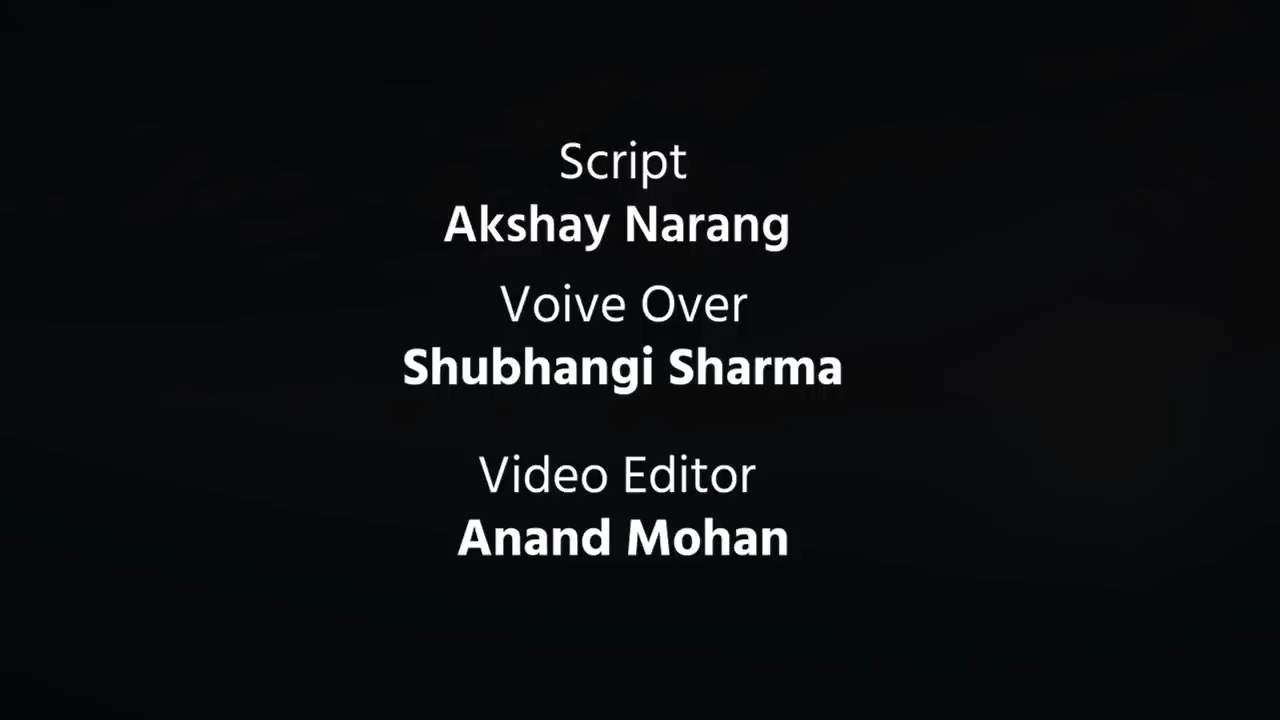 Script
Akshay Narang
Voive Over
Shubhangi Sharma
Video Editor
Anand Mohan